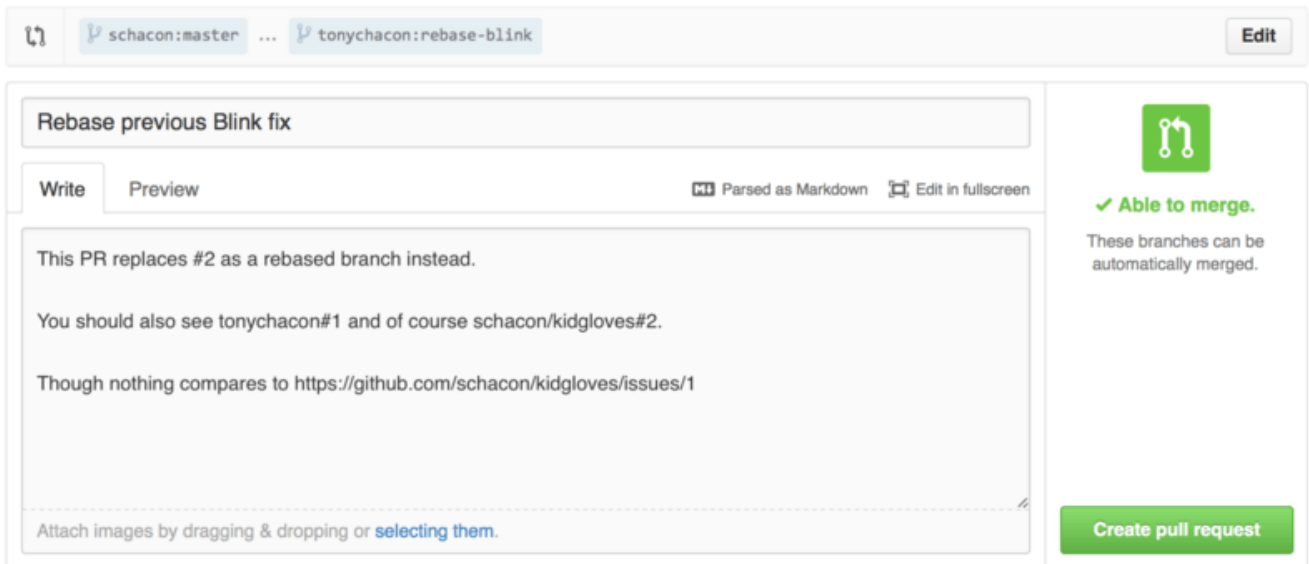 schacon:master ... tonychacon:rebase-blink Edit
Rebase previous Blink fix
Write Preview Parsed as Markdown Edit in fullscreen
This PR replaces #2 as a rebased branch instead.
You should also see tonychacon#1 and of course schacon/kidgloves#2.
Though nothing compares to https://github.com/schacon/kidgloves/issues/1
Attach images by dragging & dropping or selecting them.
✓ Able to merge.
These branches can be
automatically merged.
Create pull request